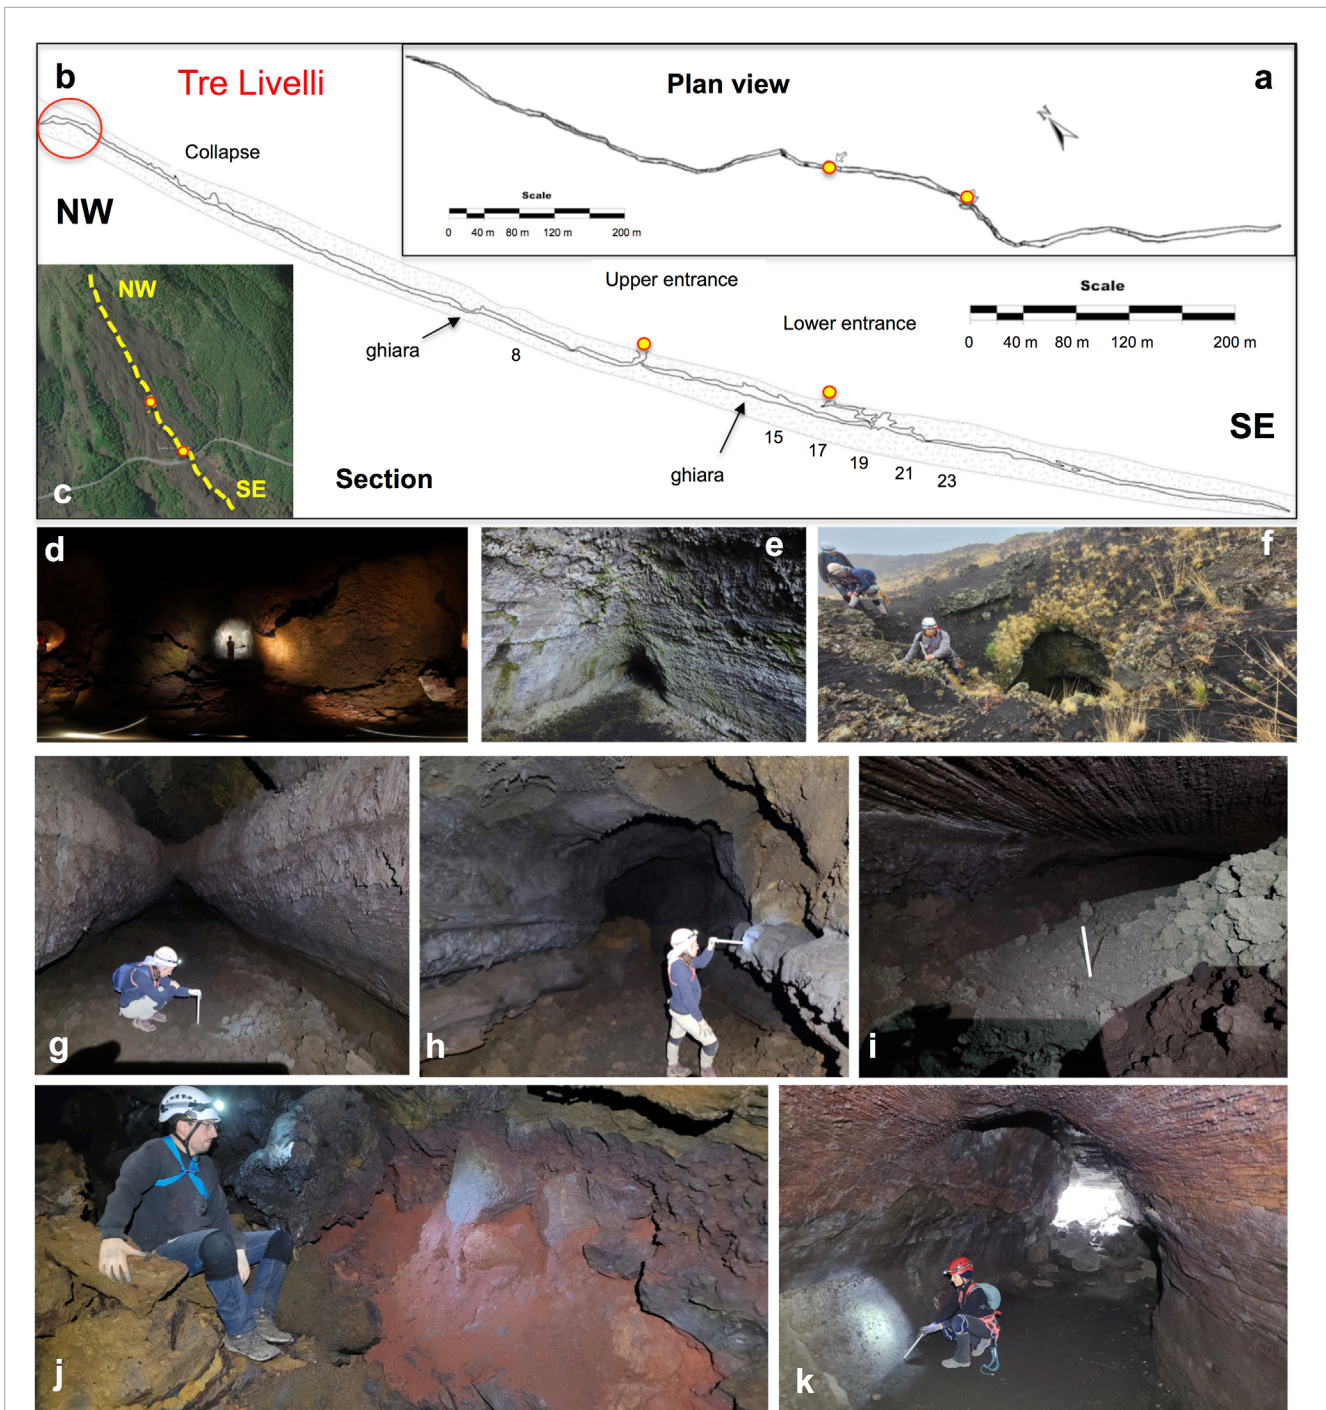 b
Tre Livelli
Plan view
a
N
Collapse
NW
Scale
0 40 m 80 m 120 m 200 m
Upper entrance
Lower entrance
Scale
0 40 m 80 m 120 m 200 m
NW
ghiara
8
SE
15
17
19
21
23
ghiara
Section
SE
c
d
e
f
g
h
i
j
k